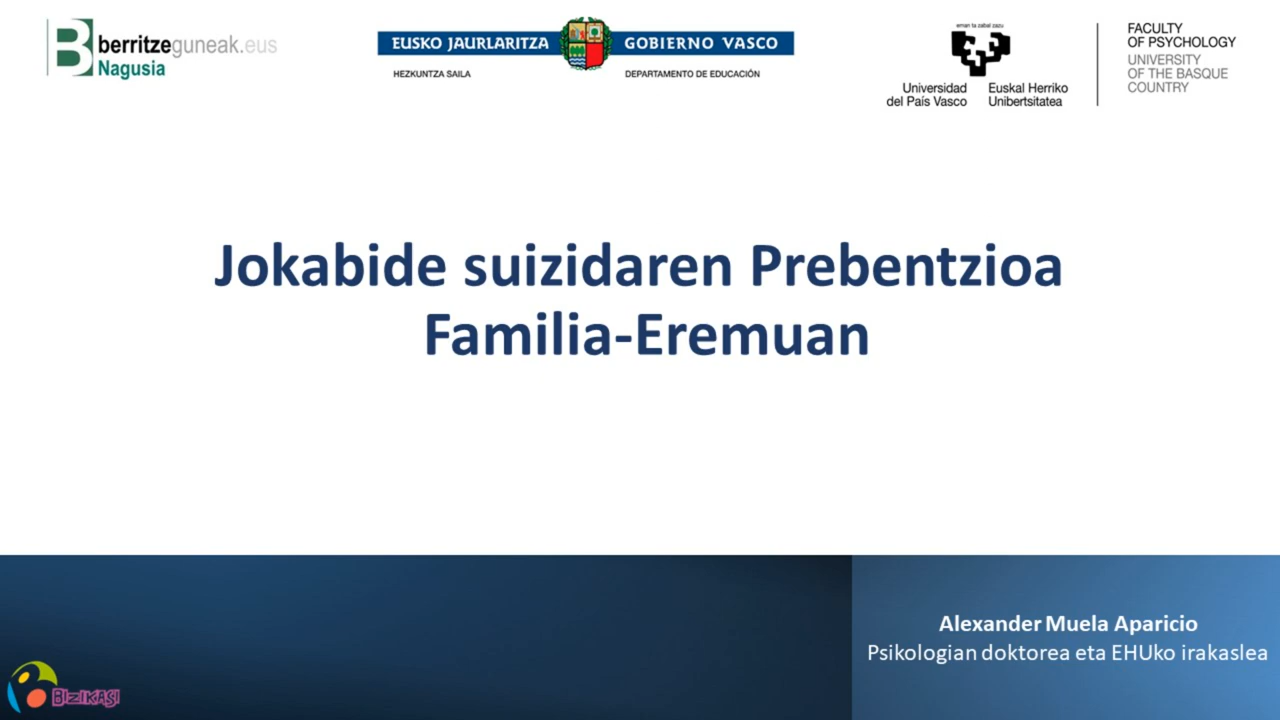 berritzeguneak.eus
Nagusia
EUSKO JAURLARITZA
GOBIERNO VASCO
HEZKUNTZA SAILA
DEPARTAMENTO DE EDUCACIÓN
eman ta zabal zazu
Universidad
del País Vasco
Euskal Herriko
Unibertsitatea
FACULTY
OF PSYCHOLOGY
UNIVERSITY
OF THE BASQUE
COUNTRY
Jokabide suizidaren Prebentzioa
Familia-Eremuan
Alexander Muela Aparicio
Psikologian doktorea eta EHUko irakaslea
BIZIKASI